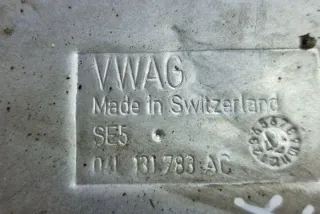 VWAG
Made in Switzerland
SE5
04L 131.783 AC